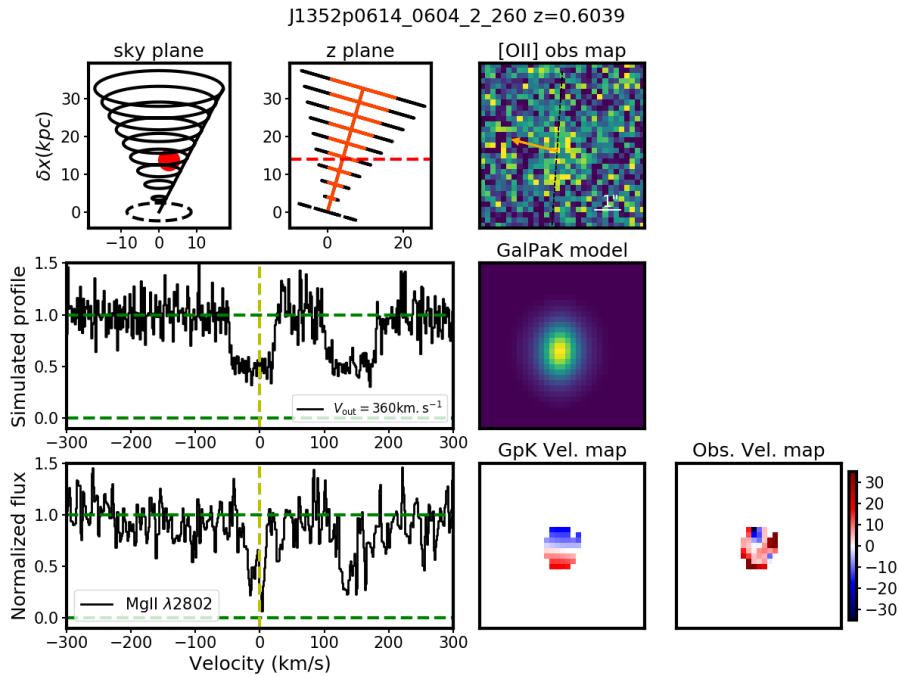 J1352p0614_0604_2_260 z=0.6039
sky plane
z plane
[OII] obs map
δx(kpc)
30
20
10
0
−10 0 10
30
20
10
0
0 20
1"
Simulated profile
1.5
1.0
0.5
0.0
V_out = 360km.s⁻¹
−300 −200 −100 0 100 200 300
GalPaK model
Normalized flux
1.5
1.0
0.5
0.0
MgII λ2802
−300 −200 −100 0 100 200 300
Velocity (km/s)
GpK Vel. map
Obs. Vel. map
30
20
10
0
−10
−20
−30